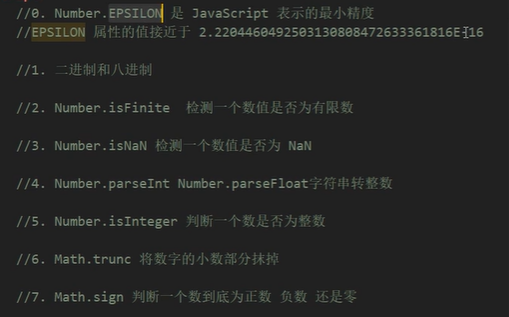 //0. Number.EPSILON 是 JavaScript 表示的最小精度
//EPSILON 属性的值接近于 2.2204460492503130808472633361816E-16
//1. 二进制和八进制
//2. Number.isFinite 检测一个数值是否为有限数
//3. Number.isNaN 检测一个数值是否为 NaN
//4. Number.parseInt Number.parseFloat字符串转整数
//5. Number.isInteger 判断一个数是否为整数
//6. Math.trunc 将数字的小数部分抹掉
//7. Math.sign 判断一个数到底为正数 负数 还是零